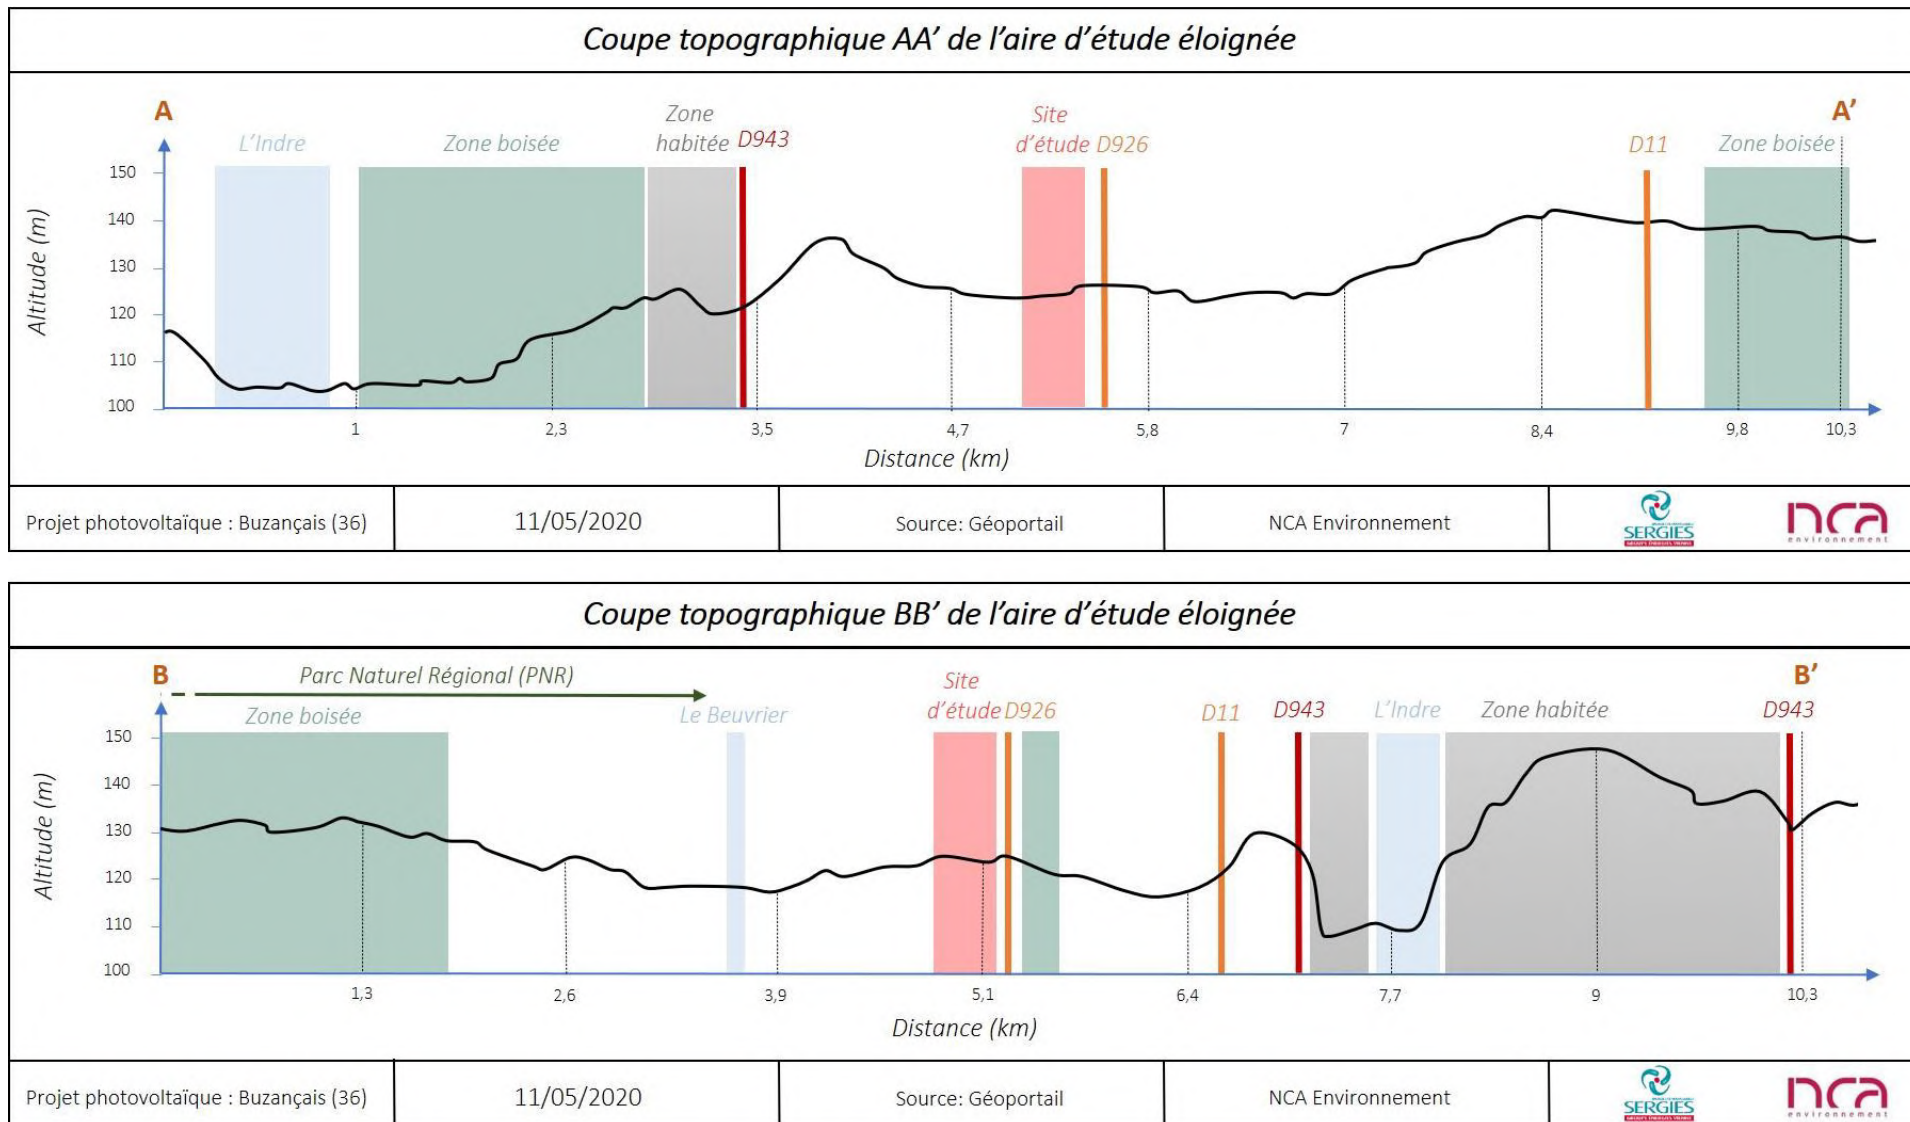 Coupe topographique AA' de l'aire d'étude éloignée
A
A'
L'Indre
Zone boisée
Zone
habitée
D943
Site
d'étude
D926
D11
Zone boisée
Altitude (m)
150
140
130
120
110
100
1
2,3
3,5
4,7
5,8
7
8,4
9,8
10,3
Distance (km)
Projet photovoltaïque : Buzançais (36)
11/05/2020
Source: Géoportail
NCA Environnement
SERGIES
nca
environnement
Coupe topographique BB' de l'aire d'étude éloignée
B
Parc Naturel Régional (PNR)
B'
Zone boisée
Le Beuvrier
Site
d'étude
D926
D11
D943
L'Indre
Zone habitée
D943
Altitude (m)
150
140
130
120
110
100
1,3
2,6
3,9
5,1
6,4
7,7
9
10,3
Distance (km)
Projet photovoltaïque : Buzançais (36)
11/05/2020
Source: Géoportail
NCA Environnement
SERGIES
nca
environnement